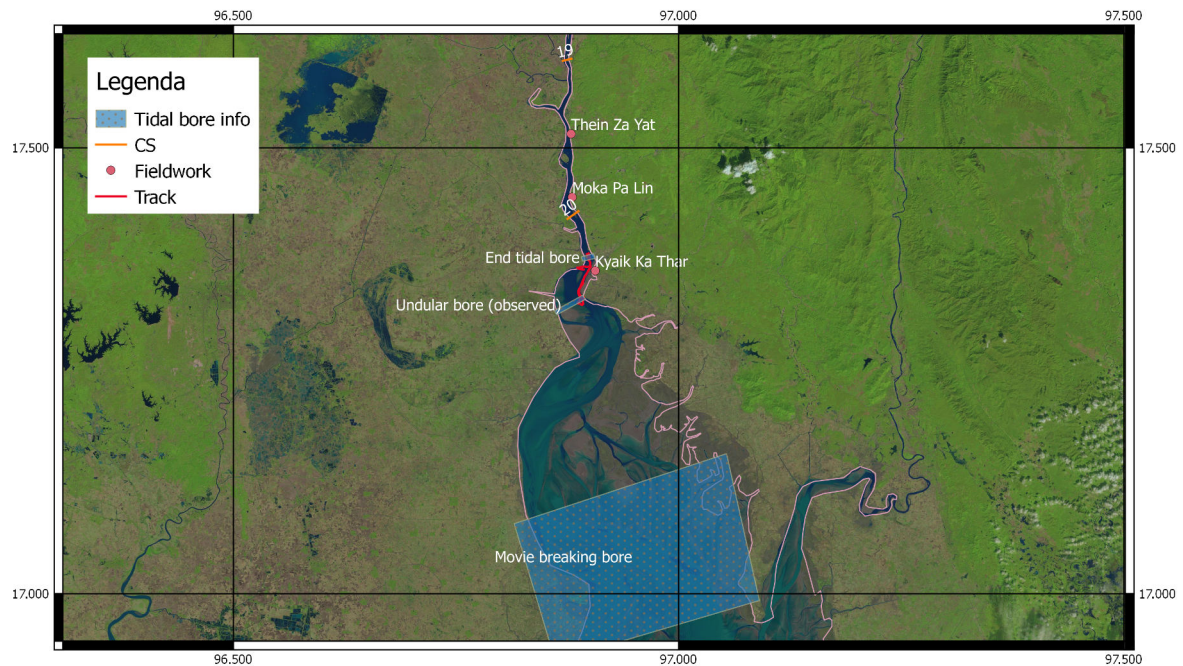 96.500
97.000
97.500
Legenda
Tidal bore info
CS
Fieldwork
Track
19
Thein Za Yat
17.500
17.500
Moka Pa Lin
20
End tidal bore
Kyaik Ka Thar
Undular bore (observed)
Movie breaking bore
17.000
17.000
96.500
97.000
97.500